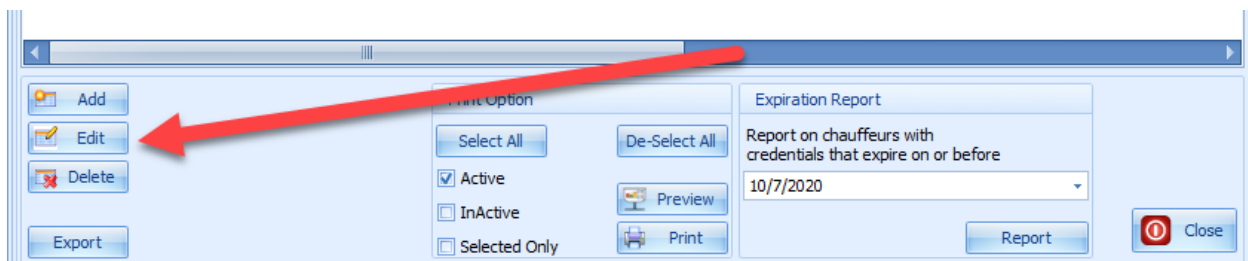 Add
Edit
Delete
Export
Print Option
Select All
De-Select All
Active
InActive
Selected Only
Preview
Print
Expiration Report
Report on chauffeurs with
credentials that expire on or before
10/7/2020
Report
Close